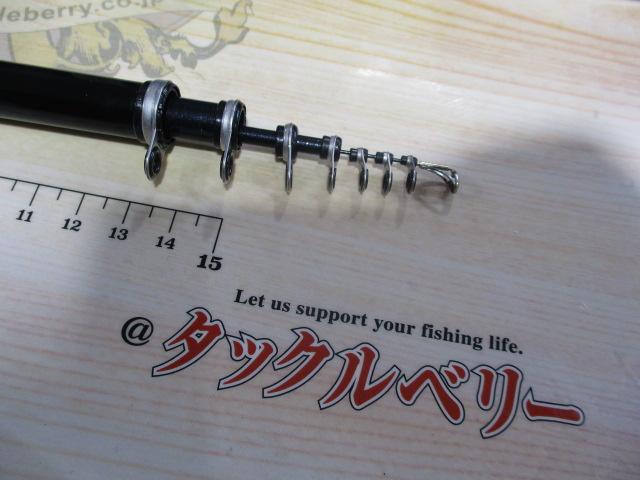 leberry.co.jp
11 12 13 14 15
Let us support your fishing life.
@タックルベリー